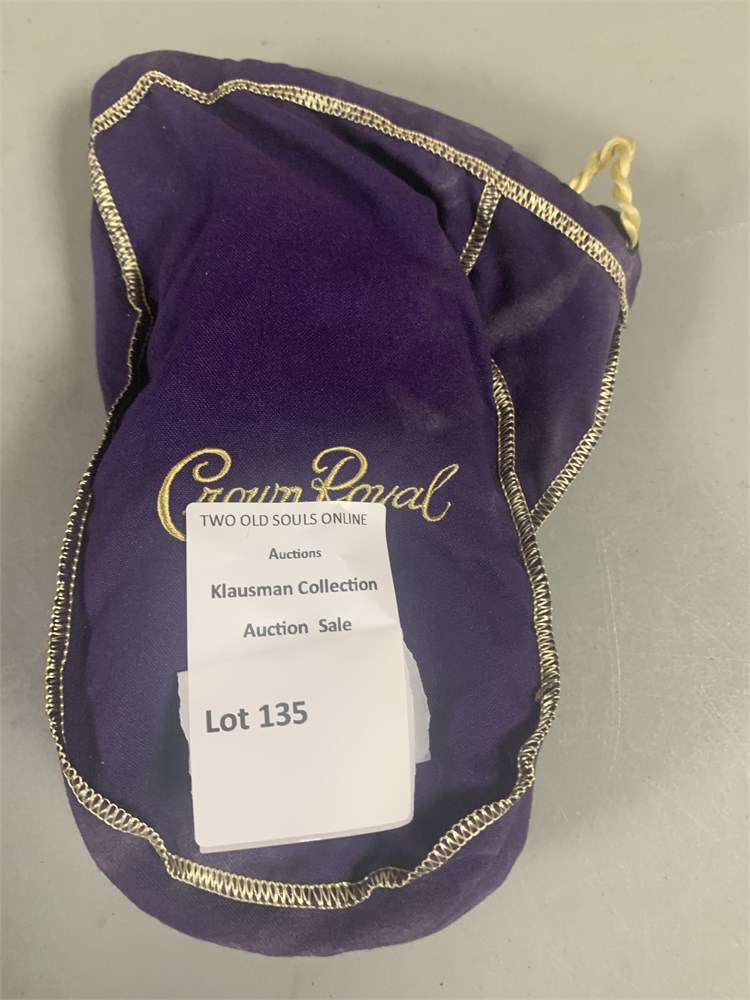 Crown Royal
TWO OLD SOULS ONLINE
Auctions
Klausman Collection
Auction Sale
Lot 135